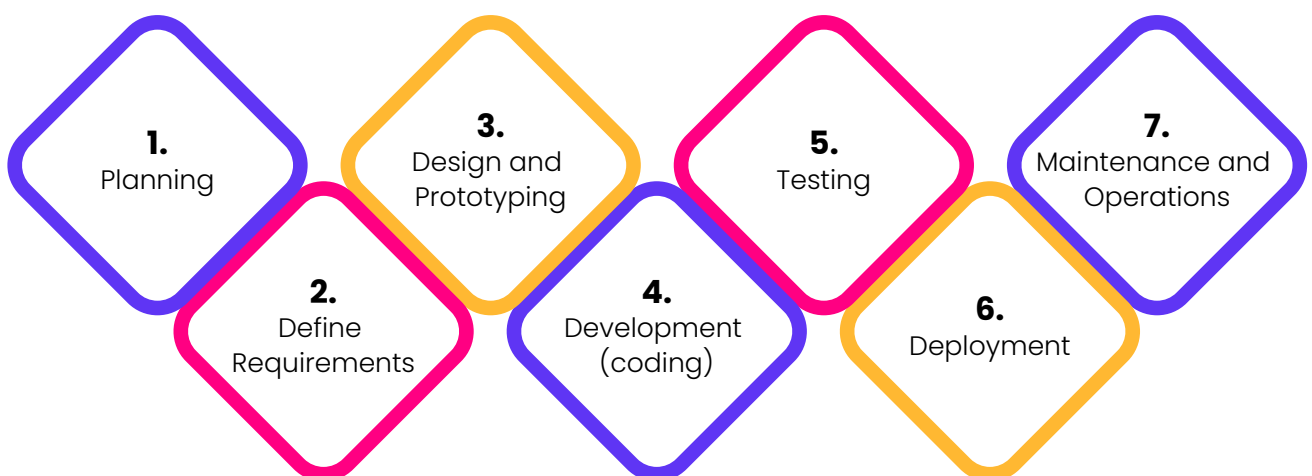 1.
Planning
2.
Define
Requirements
3.
Design and
Prototyping
4.
Development
(coding)
5.
Testing
6.
Deployment
7.
Maintenance and
Operations